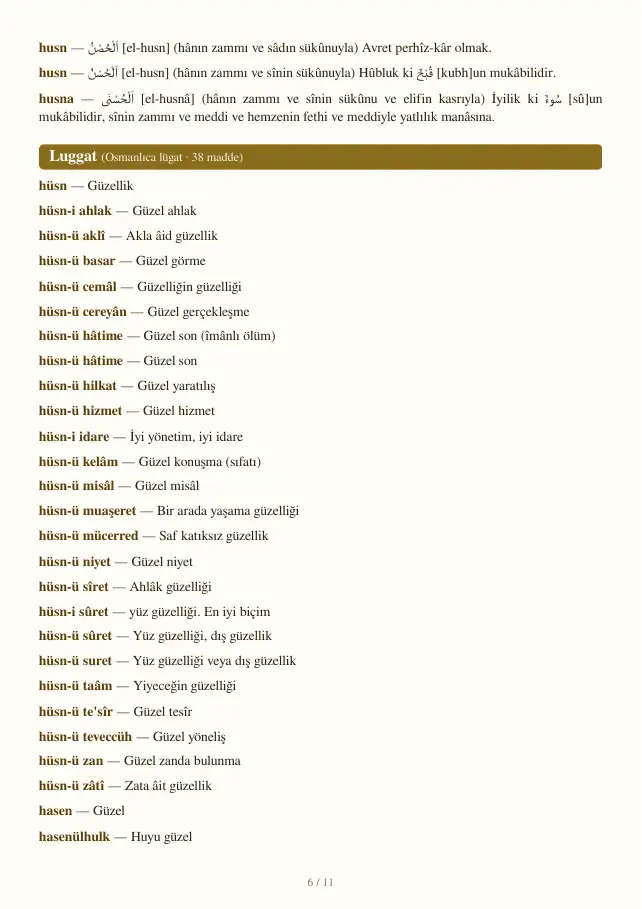 husn — اَلْحُصْنُ [el-husn] (hânın zammı ve sâdın sükûnuyla) Avret perhîz-kâr olmak.
husn — اَلْحُسْنُ [el-husn] (hânın zammı ve sînin sükûnuyla) Hûbluk ki قُبْحٌ [kubh]un mukâbilidir.
husna — اَلْحُسْنَى [el-husnâ] (hânın zammı ve sînin sükûnu ve elifin kasrıyla) İyilik ki سُوءٌ [sû]un
mukâbilidir, sînin zammı ve meddi ve hemzenin fethi ve meddiyle yatlılık manâsına.
Luggat (Osmanlıca lügat · 38 madde)
hüsn — Güzellik
hüsn-i ahlak — Güzel ahlak
hüsn-ü aklî — Akla âid güzellik
hüsn-ü basar — Güzel görme
hüsn-ü cemâl — Güzelliğin güzelliği
hüsn-ü cereyân — Güzel gerçekleşme
hüsn-ü hâtime — Güzel son (îmânlı ölüm)
hüsn-ü hâtime — Güzel son
hüsn-ü hilkat — Güzel yaratılış
hüsn-ü hizmet — Güzel hizmet
hüsn-i idare — İyi yönetim, iyi idare
hüsn-ü kelâm — Güzel konuşma (sıfatı)
hüsn-ü misâl — Güzel misâl
hüsn-ü muaşeret — Bir arada yaşama güzelliği
hüsn-ü mücerred — Saf katıksız güzellik
hüsn-ü niyet — Güzel niyet
hüsn-ü sîret — Ahlâk güzelliği
hüsn-i sûret — yüz güzelliği. En iyi biçim
hüsn-ü sûret — Yüz güzelliği, dış güzellik
hüsn-ü suret — Yüz güzelliği veya dış güzellik
hüsn-ü taâm — Yiyeceğin güzelliği
hüsn-ü te'sîr — Güzel tesîr
hüsn-ü teveccüh — Güzel yöneliş
hüsn-ü zan — Güzel zanda bulunma
hüsn-ü zâtî — Zata âit güzellik
hasen — Güzel
hasenülhulk — Huyu güzel
6 / 11